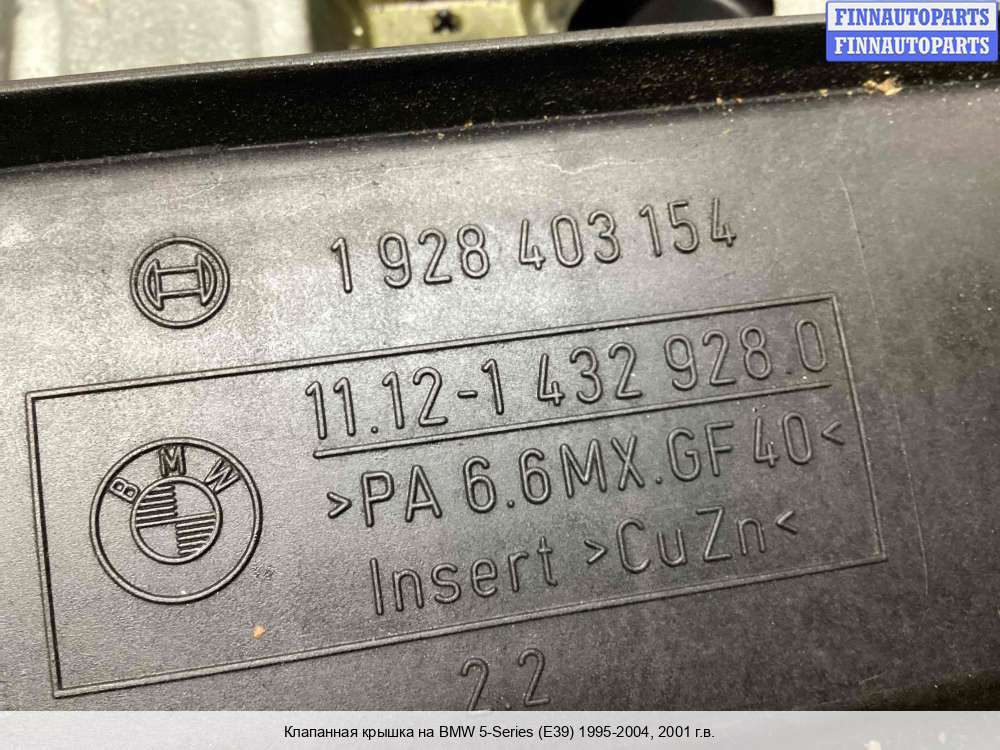 FINNAUTOPARTS
FINNAUTOPARTS
1 928 403 154
11.12-1 432 928.0
BMW
>PA 6.6MX.GF40<
Insert >CuZn<
2.2
Клапанная крышка на BMW 5-Series (E39) 1995-2004, 2001 г.в.